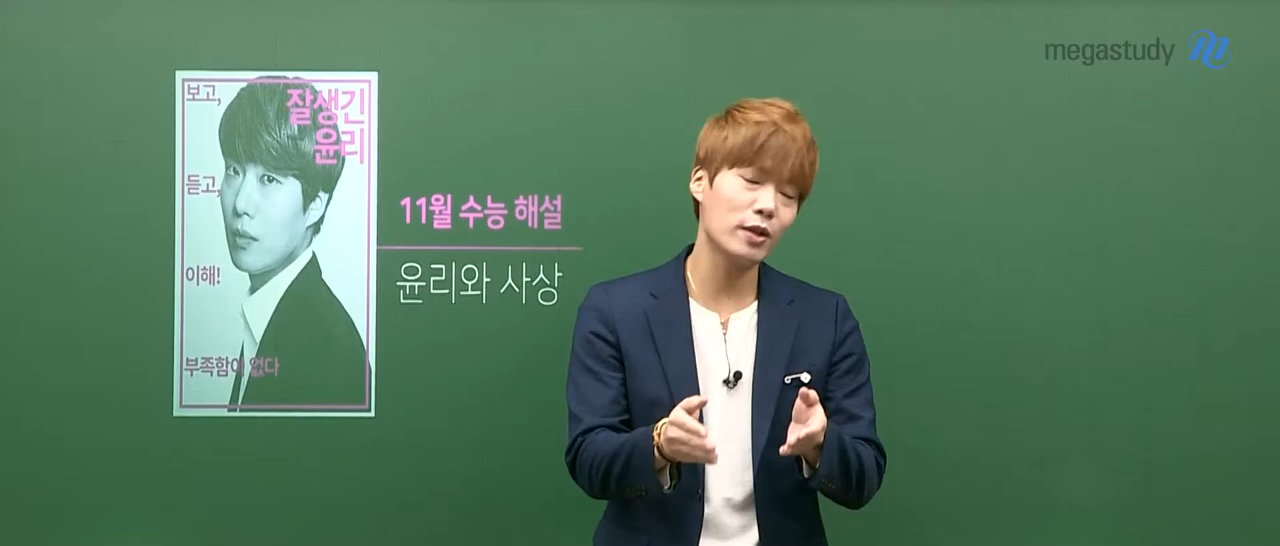 megastudy
보고,
잘생긴
윤리
듣고,
이해!
부족함이 없다
11월 수능 해설
윤리와 사상